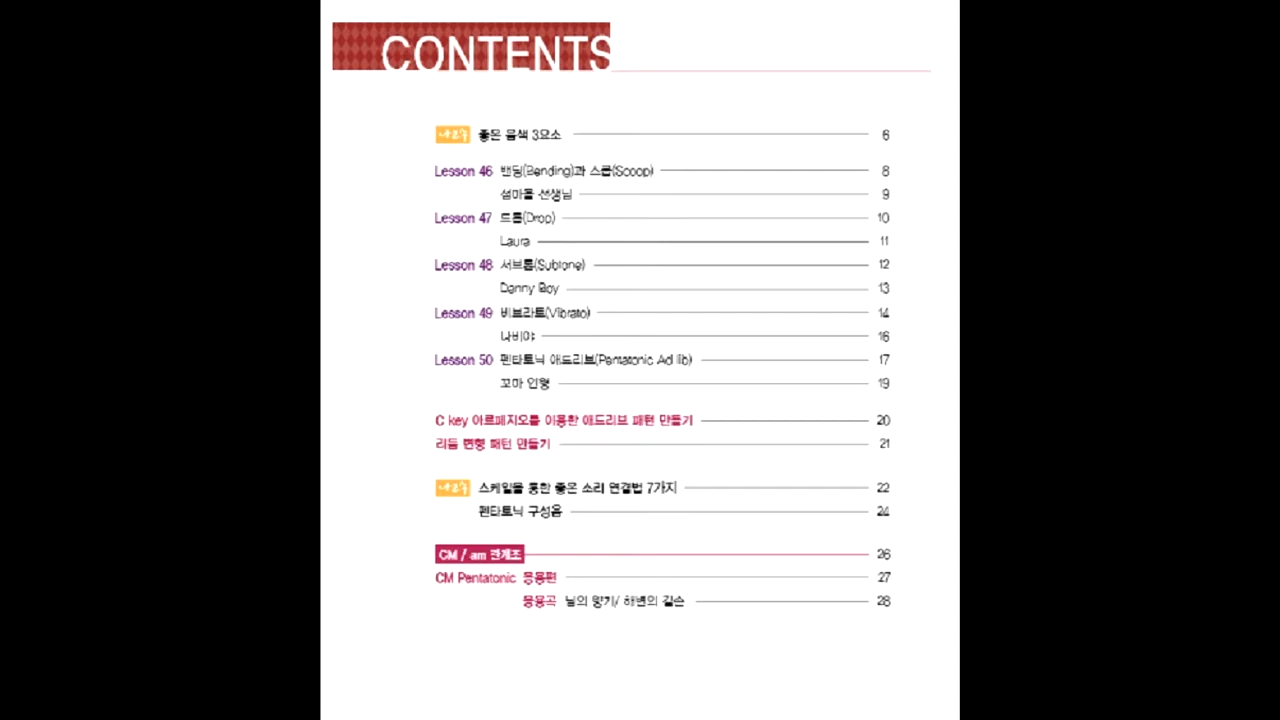 CONTENTS
좋은 음색 3요소 6
Lesson 46 밴딩(Bending)과 스쿱(Scoop) 8
섬마을 선생님 9
Lesson 47 드롭(Drop) 10
Laura 11
Lesson 48 서브톤(Subtone) 12
Danny Boy 13
Lesson 49 비브라토(Vibrato) 14
나비야 16
Lesson 50 펜타토닉 애드리브(Pentatonic Ad lib) 17
꼬마 인형 19
C key 아르페지오를 이용한 애드리브 패턴 만들기 20
리듬 변형 패턴 만들기 21
스케일을 통한 좋은 소리 연결법 7가지 22
펜타토닉 구성음 24
CM / am 관계조 26
CM Pentatonic 응용편 27
응용곡 님의 향기/ 해변의 길손 28